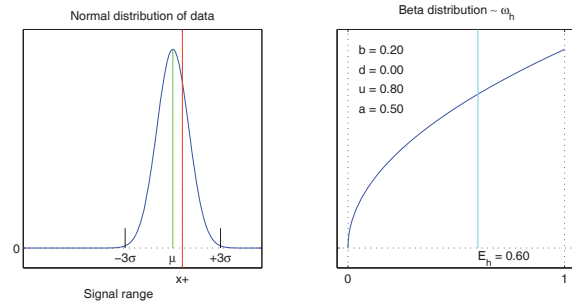 Normal distribution of data
0
−3σ μ +3σ
x+
Signal range
Beta distribution ~ ω_h
b = 0.20
d = 0.00
u = 0.80
a = 0.50
E_h = 0.60
0 1